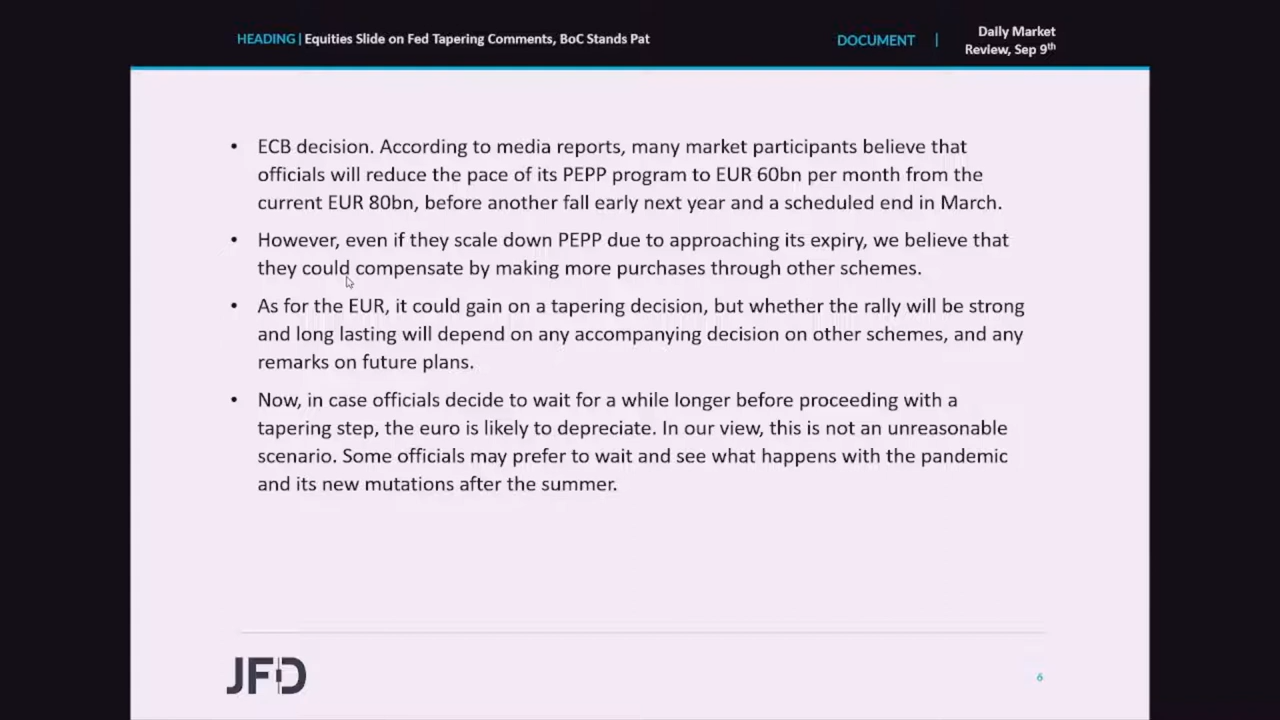 HEADING | Equities Slide on Fed Tapering Comments, BoC Stands Pat
DOCUMENT |
Daily Market
Review, Sep 9th
• ECB decision. According to media reports, many market participants believe that
officials will reduce the pace of its PEPP program to EUR 60bn per month from the
current EUR 80bn, before another fall early next year and a scheduled end in March.
• However, even if they scale down PEPP due to approaching its expiry, we believe that
they could compensate by making more purchases through other schemes.
• As for the EUR, it could gain on a tapering decision, but whether the rally will be strong
and long lasting will depend on any accompanying decision on other schemes, and any
remarks on future plans.
• Now, in case officials decide to wait for a while longer before proceeding with a
tapering step, the euro is likely to depreciate. In our view, this is not an unreasonable
scenario. Some officials may prefer to wait and see what happens with the pandemic
and its new mutations after the summer.
JFD
6